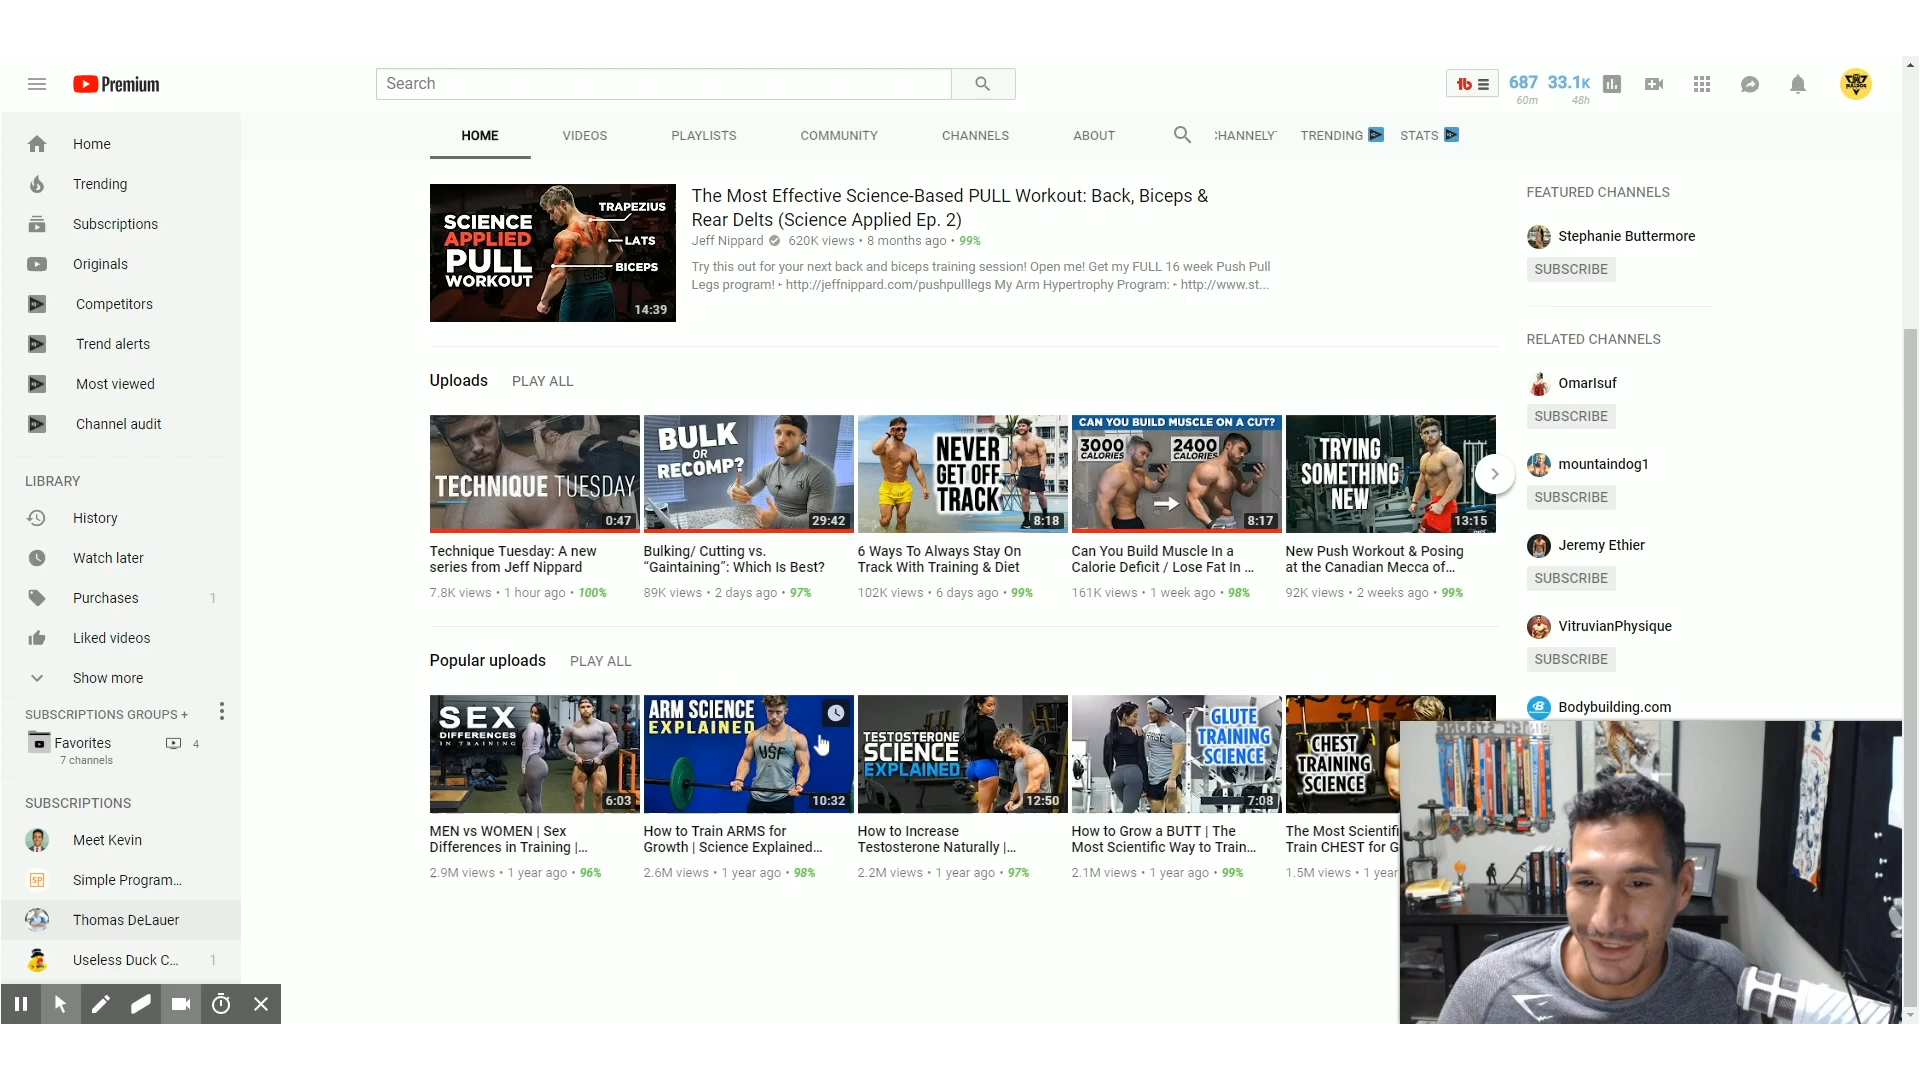 Premium
Search
687 33.1K
60m 48h
HOME VIDEOS PLAYLISTS COMMUNITY CHANNELS ABOUT TRENDING STATS
Home
Trending
Subscriptions
Originals
Competitors
Trend alerts
Most viewed
Channel audit
LIBRARY
History
Watch later
Purchases 1
Liked videos
Show more
SUBSCRIPTIONS GROUPS +
Favorites 4
7 channels
SUBSCRIPTIONS
Meet Kevin
Simple Program...
Thomas DeLauer
Useless Duck C... 1
SCIENCE
APPLIED
PULL
WORKOUT
TRAPEZIUS
LATS
BICEPS
14:39
The Most Effective Science-Based PULL Workout: Back, Biceps &
Rear Delts (Science Applied Ep. 2)
Jeff Nippard 620K views • 8 months ago • 99%
Try this out for your next back and biceps training session! Open me! Get my FULL 16 week Push Pull
Legs program! ‣ http://jeffnippard.com/pushpulllegs My Arm Hypertrophy Program: ‣ http://www.st...
Uploads PLAY ALL
TECHNIQUE TUESDAY
0:47
Technique Tuesday: A new
series from Jeff Nippard
7.8K views • 1 hour ago • 100%
BULK
OR
RECOMP?
29:42
Bulking/ Cutting vs.
“Gaintaining”: Which Is Best?
89K views • 2 days ago • 97%
NEVER
GET OFF
TRACK
8:18
6 Ways To Always Stay On
Track With Training & Diet
102K views • 6 days ago • 99%
CAN YOU BUILD MUSCLE ON A CUT?
3000 2400
CALORIES CALORIES
8:17
Can You Build Muscle In a
Calorie Deficit / Lose Fat In ...
161K views • 1 week ago • 98%
TRYING
SOMETHING
NEW
13:15
New Push Workout & Posing
at the Canadian Mecca of...
92K views • 2 weeks ago • 99%
Popular uploads PLAY ALL
SEX
DIFFERENCES
IN TRAINING
6:03
MEN vs WOMEN | Sex
Differences in Training |...
2.9M views • 1 year ago • 96%
ARM SCIENCE
EXPLAINED
USF
10:32
How to Train ARMS for
Growth | Science Explained...
2.6M views • 1 year ago • 98%
TESTOSTERONE
SCIENCE
EXPLAINED
12:50
How to Increase
Testosterone Naturally |...
2.2M views • 1 year ago • 97%
GLUTE
TRAINING
SCIENCE
7:08
How to Grow a BUTT | The
Most Scientific Way to Train...
2.1M views • 1 year ago • 99%
CHEST
TRAINING
SCIENCE
The Most Scientifi
Train CHEST for G
1.5M views • 1 year
FEATURED CHANNELS
Stephanie Buttermore
SUBSCRIBE
RELATED CHANNELS
OmarIsuf
SUBSCRIBE
mountaindog1
SUBSCRIBE
Jeremy Ethier
SUBSCRIBE
VitruvianPhysique
SUBSCRIBE
Bodybuilding.com